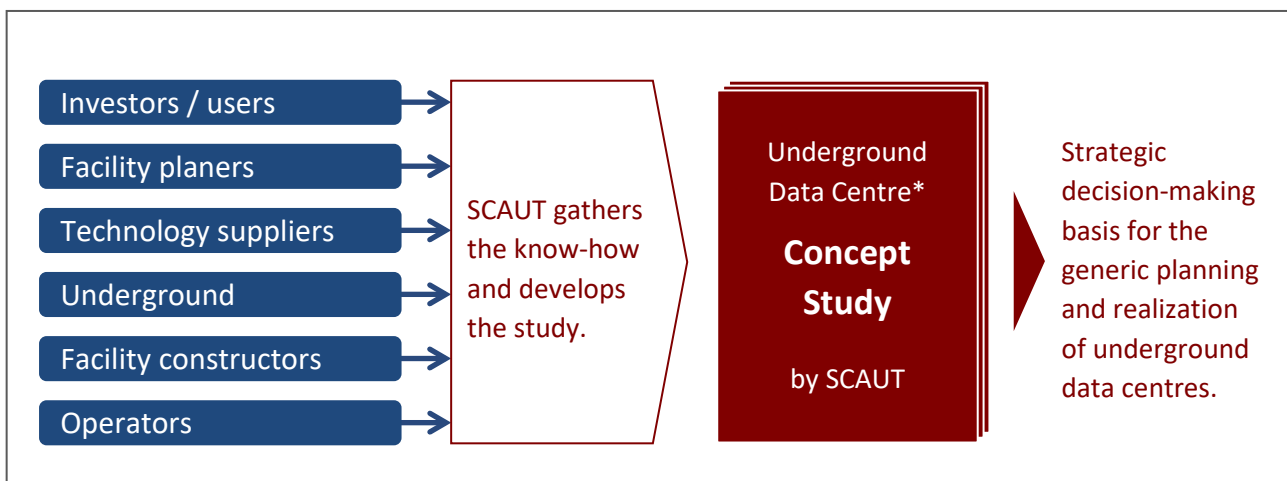 Investors / users
Facility planers
Technology suppliers
Underground
Facility constructors
Operators
SCAUT gathers
the know-how
and develops
the study.
Underground
Data Centre*
Concept
Study
by SCAUT
Strategic
decision-making
basis for the
generic planning
and realization
of underground
data centres.